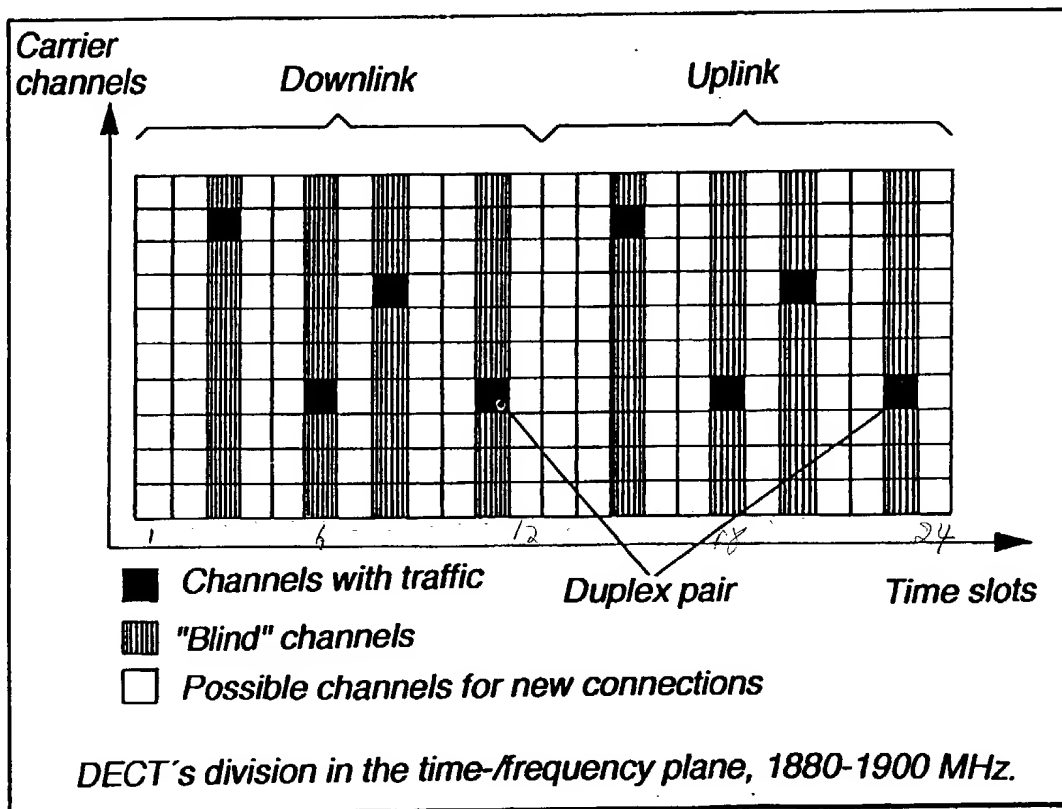 Carrier
channels
Downlink
Uplink
1 6 12 18 24
Channels with traffic
Duplex pair
Time slots
"Blind" channels
Possible channels for new connections
DECT´s division in the time-/frequency plane, 1880-1900 MHz.